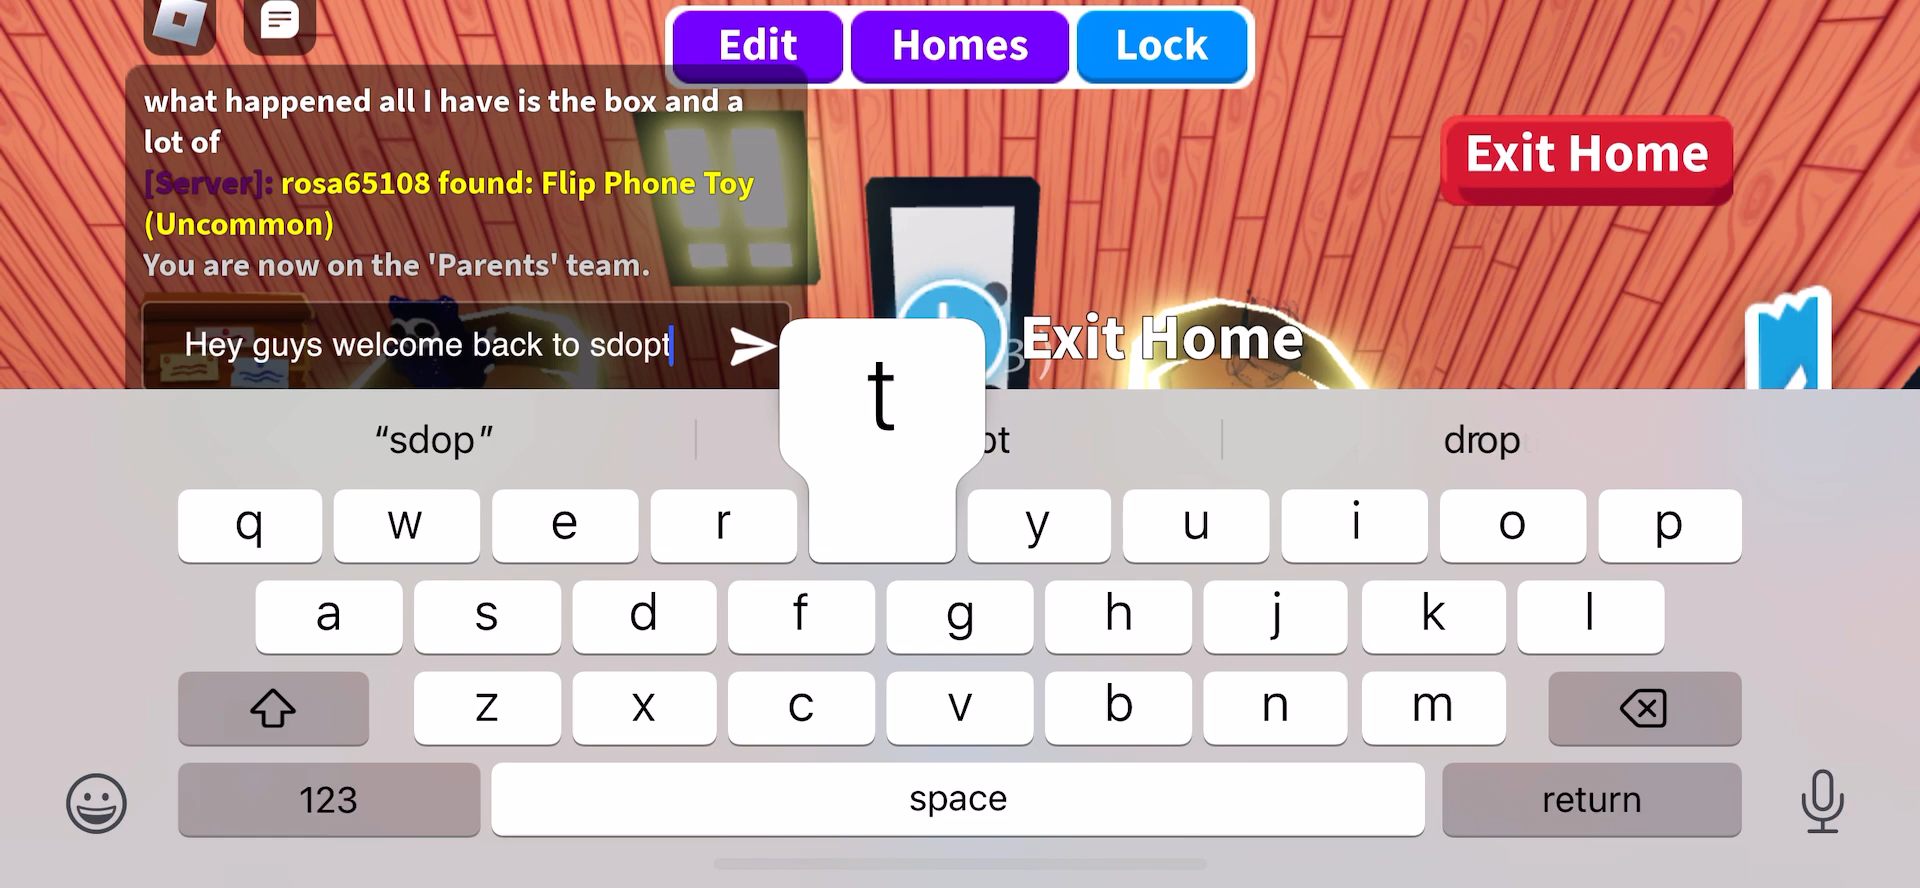 Edit Homes Lock
what happened all I have is the box and a
lot of
[Server]: rosa65108 found: Flip Phone Toy
(Uncommon)
You are now on the 'Parents' team.
Exit Home
Hey guys welcome back to sdopt
Exit Home
t
“sdop” drop
q w e r y u i o p
a s d f g h j k l
z x c v b n m
123 space return